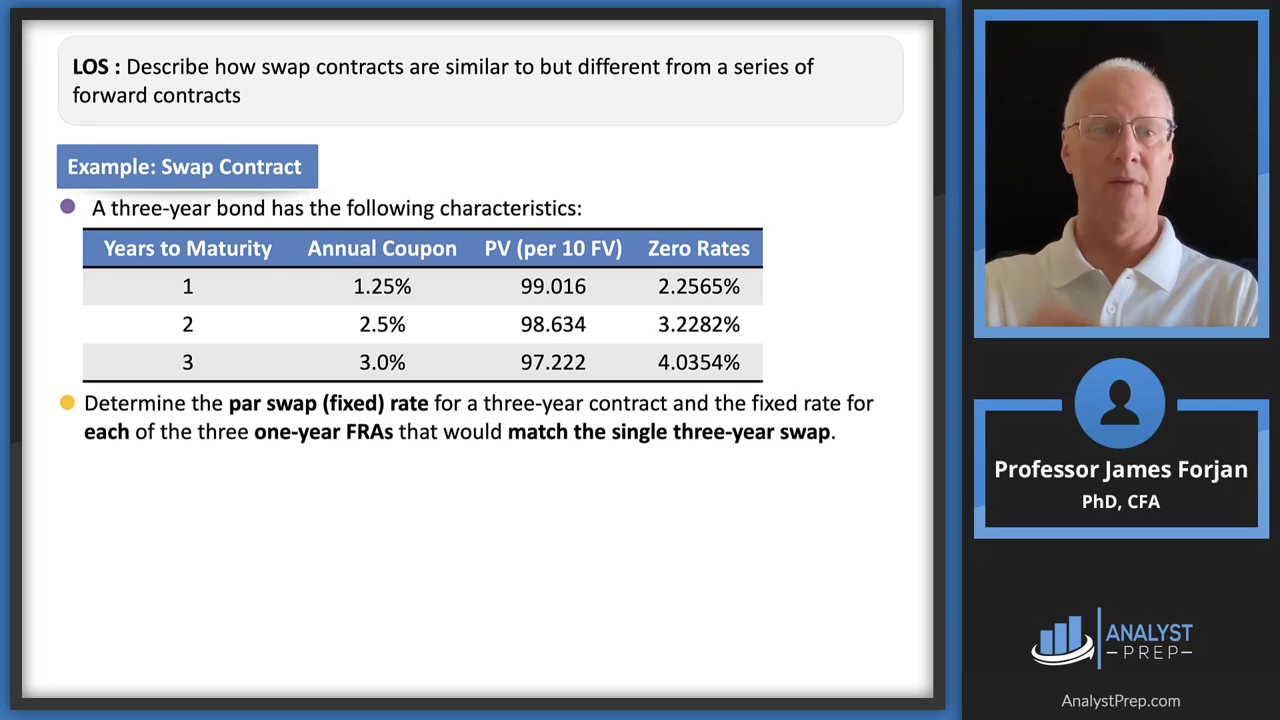 LOS : Describe how swap contracts are similar to but different from a series of
forward contracts
Example: Swap Contract
A three-year bond has the following characteristics:
Years to Maturity Annual Coupon PV (per 10 FV) Zero Rates
1 1.25% 99.016 2.2565%
2 2.5% 98.634 3.2282%
3 3.0% 97.222 4.0354%
Determine the par swap (fixed) rate for a three-year contract and the fixed rate for
each of the three one-year FRAs that would match the single three-year swap.
Professor James Forjan
PhD, CFA
ANALYST
PREP
AnalystPrep.com